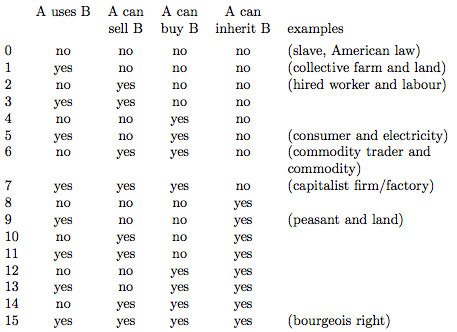 A uses B A can A can A can
sell B buy B inherit B examples
0 no no no no (slave, American law)
1 yes no no no (collective farm and land)
2 no yes no no (hired worker and labour)
3 yes yes no no
4 no no yes no
5 yes no yes no (consumer and electricity)
6 no yes yes no (commodity trader and
commodity)
7 yes yes yes no (capitalist firm/factory)
8 no no no yes
9 yes no no yes (peasant and land)
10 no yes no yes
11 yes yes no yes
12 no no yes yes
13 yes no yes yes
14 no yes yes yes
15 yes yes yes yes (bourgeois right)